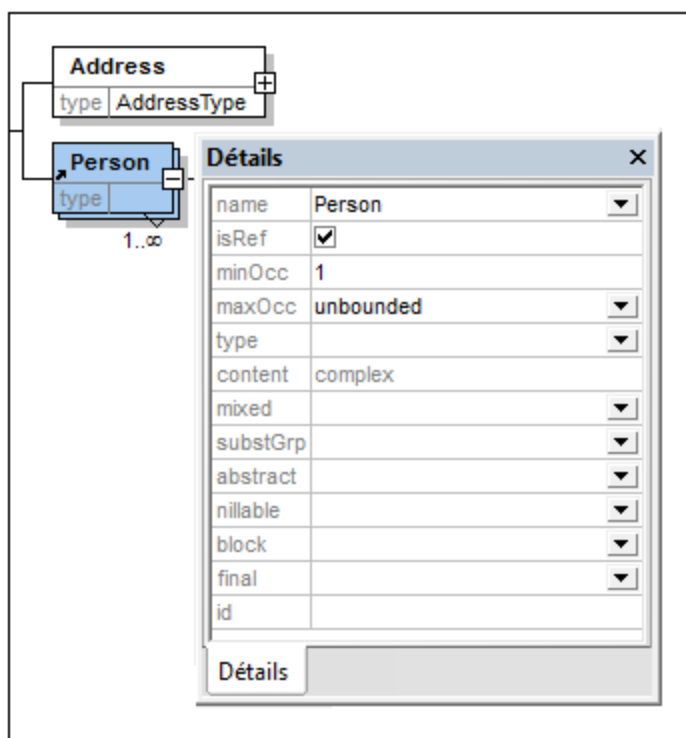 Address
type AddressType
Person
type
1..∞
Détails
name Person
isRef
minOcc 1
maxOcc unbounded
type
content complex
mixed
substGrp
abstract
nillable
block
final
id
Détails